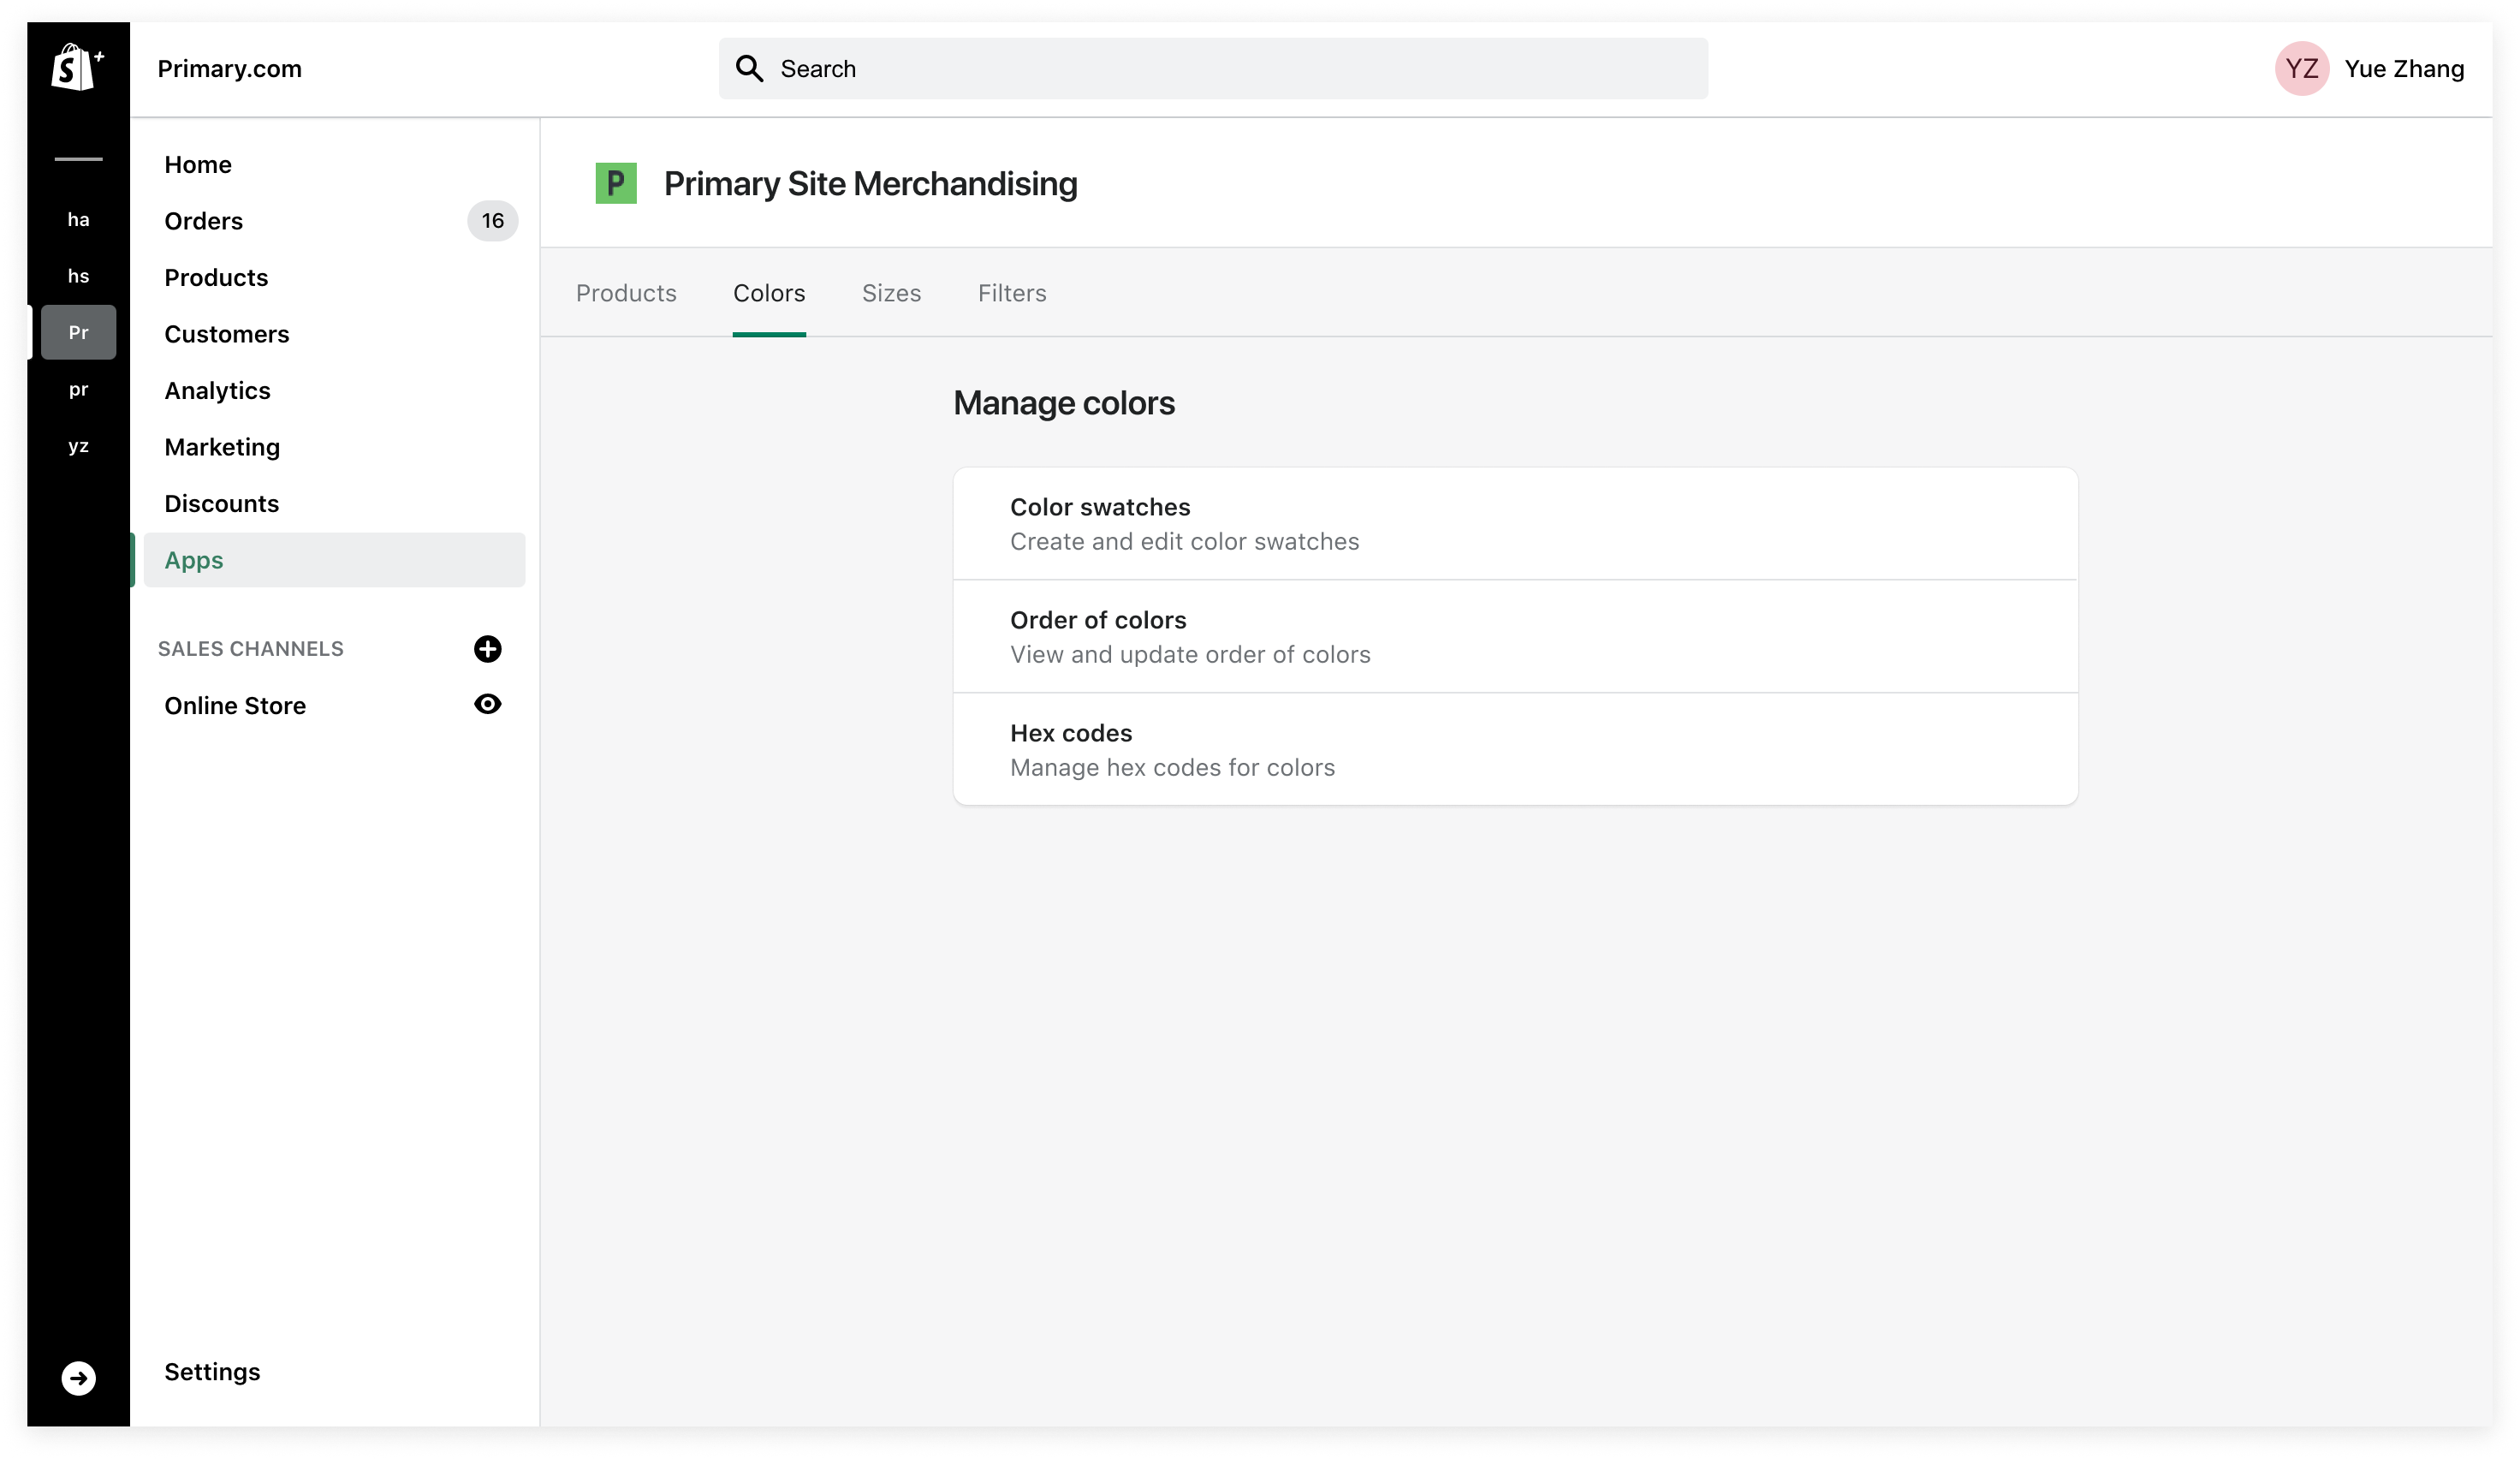 Primary.com
Search
YZ Yue Zhang
ha
hs
Pr
pr
yz
Home
Orders 16
Products
Customers
Analytics
Marketing
Discounts
Apps
SALES CHANNELS
Online Store
Settings
P Primary Site Merchandising
Products Colors Sizes Filters
Manage colors
Color swatches
Create and edit color swatches
Order of colors
View and update order of colors
Hex codes
Manage hex codes for colors